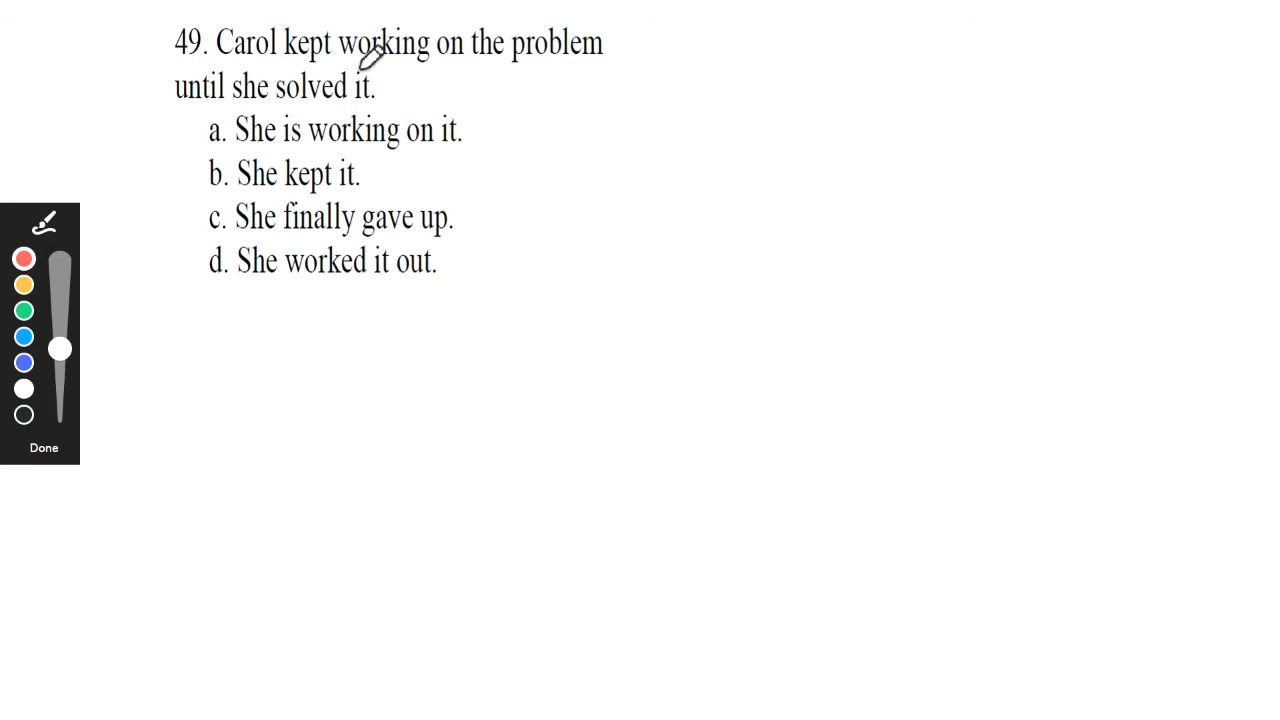 49. Carol kept working on the problem
until she solved it.
a. She is working on it.
b. She kept it.
c. She finally gave up.
d. She worked it out.
Done